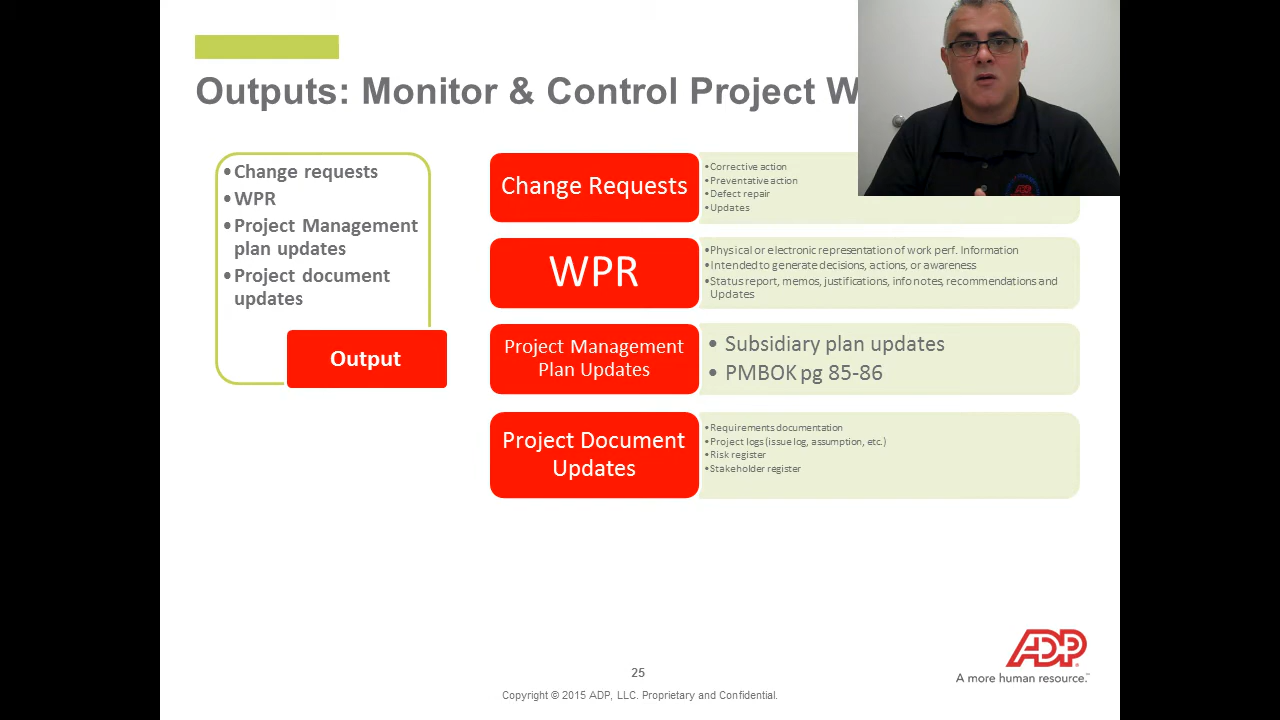 Outputs: Monitor & Control Project W
•Change requests
•WPR
•Project Management
plan updates
•Project document
updates
Output
Change Requests
•Corrective action
•Preventative action
•Defect repair
•Updates
WPR
•Physical or electronic representation of work perf. Information
•Intended to generate decisions, actions, or awareness
•Status report, memos, justifications, info notes, recommendations and
Updates
Project Management
Plan Updates
• Subsidiary plan updates
• PMBOK pg 85-86
Project Document
Updates
•Requirements documentation
•Project logs (issue log, assumption, etc.)
•Risk register
•Stakeholder register
ADP
ADP
A more human resource.™
25
Copyright © 2015 ADP, LLC. Proprietary and Confidential.